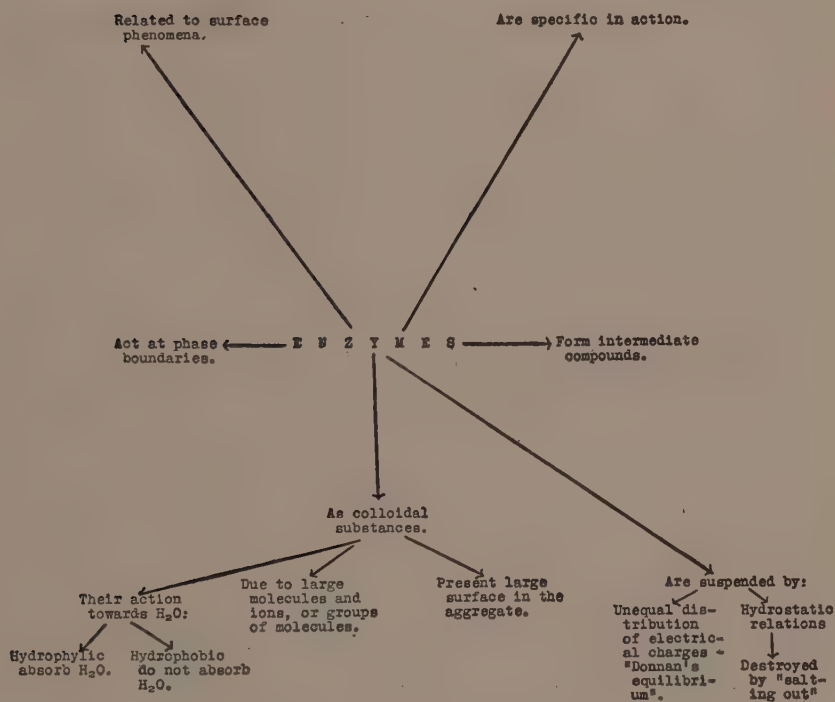 Related to surface
phenomena.
Are specific in action.
Act at phase
boundaries.
E N Z Y M E S
Form intermediate
compounds.
As colloidal
substances.
Their action
towards H₂O:
Hydrophylic
absorb H₂O.
Hydrophobic
do not absorb
H₂O.
Due to large
molecules and
ions, or groups
of molecules.
Present large
surface in the
aggregate.
Are suspended by:
Unequal dis-
tribution
of electric-
al charges -
"Donnan's
equilibri-
um".
Hydrostatic
relations
Destroyed
by "salt-
ing out"